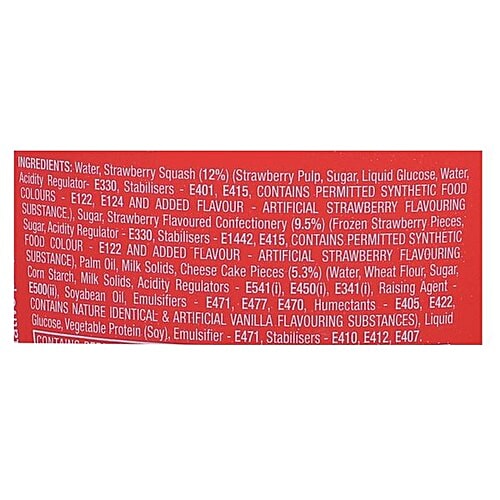 INGREDIENTS: Water, Strawberry Squash (12%) (Strawberry Pulp, Sugar, Liquid Glucose, Water,
Acidity Regulator- E330, Stabilisers - E401, E415, CONTAINS PERMITTED SYNTHETIC FOOD
COLOURS - E122, E124 AND ADDED FLAVOUR - ARTIFICIAL STRAWBERRY FLAVOURING
SUBSTANCE.), Sugar, Strawberry Flavoured Confectionery (9.5%) (Frozen Strawberry Pieces,
Sugar, Acidity Regulator - E330, Stabilisers - E1442, E415, CONTAINS PERMITTED SYNTHETIC
FOOD COLOUR - E122 AND ADDED FLAVOUR - ARTIFICIAL STRAWBERRY FLAVOURING
SUBSTANCE), Palm Oil, Milk Solids, Cheese Cake Pieces (5.3%) (Water, Wheat Flour, Sugar,
Corn Starch, Milk Solids, Acidity Regulators - E541(i), E450(i), E341(i), Raising Agent -
E500(ii), Soyabean Oil, Emulsifiers - E471, E477, E470, Humectants - E405, E422,
CONTAINS NATURE IDENTICAL & ARTIFICIAL VANILLA FLAVOURING SUBSTANCES), Liquid
Glucose, Vegetable Protein (Soy), Emulsifier - E471, Stabilisers - E410, E412, E407.